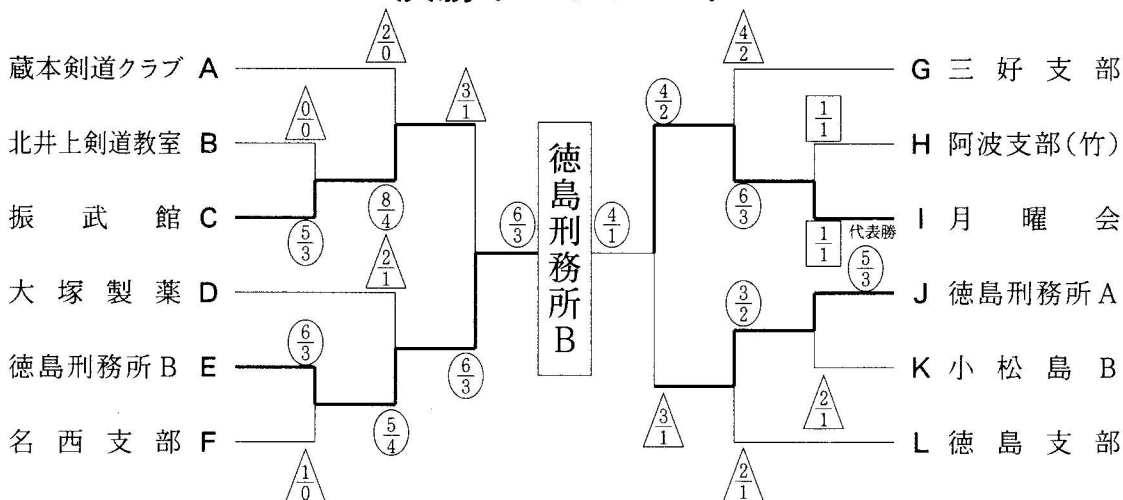 蔵本剣道クラブ A
北井上剣道教室 B
振武館 C
大塚製薬 D
徳島刑務所B E
名西支部 F
2/0
0/0
5/3
8/4
3/1
2/1
6/3
1/0
5/4
6/3
6/3
徳島刑務所B
4/1
4/2
4/2
1/1
6/3
1/1
代表勝
5/3
3/2
2/1
3/1
2/1
G 三好支部
H 阿波支部(竹)
I 月曜会
J 徳島刑務所A
K 小松島B
L 徳島支部